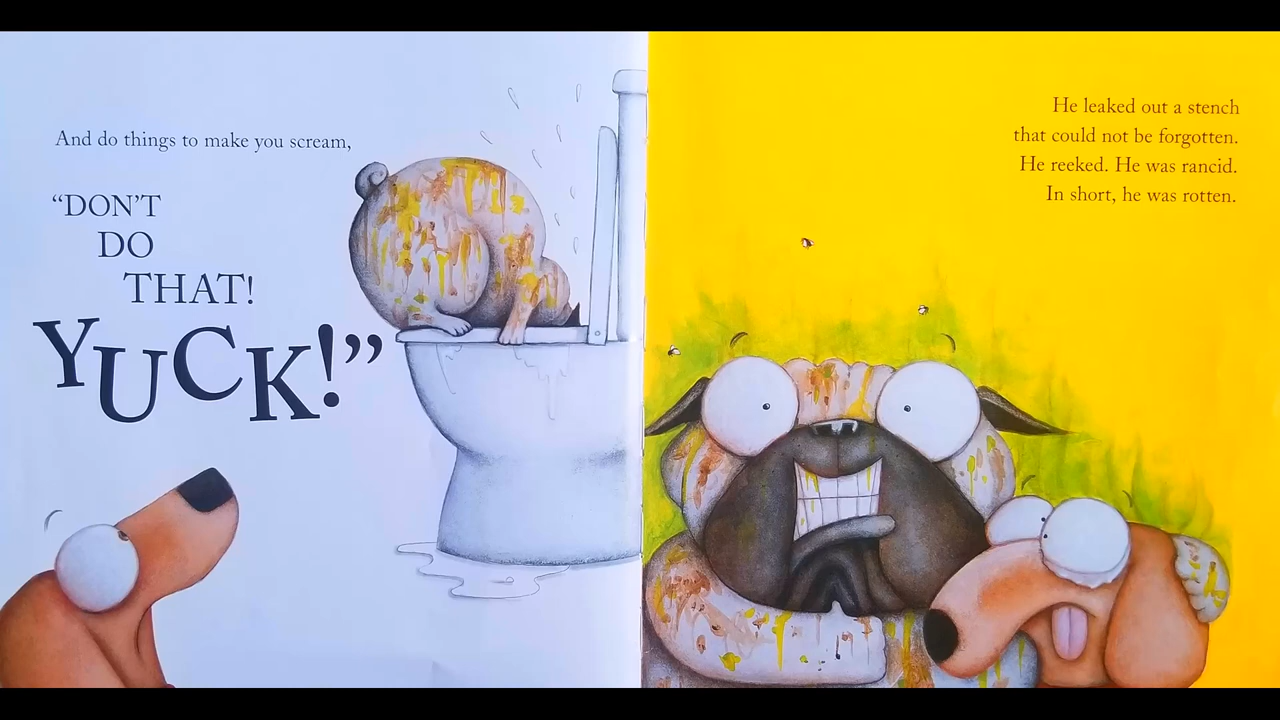 And do things to make you scream,
“DON’T
DO
THAT!
YUCK!”
He leaked out a stench
that could not be forgotten.
He reeked. He was rancid.
In short, he was rotten.